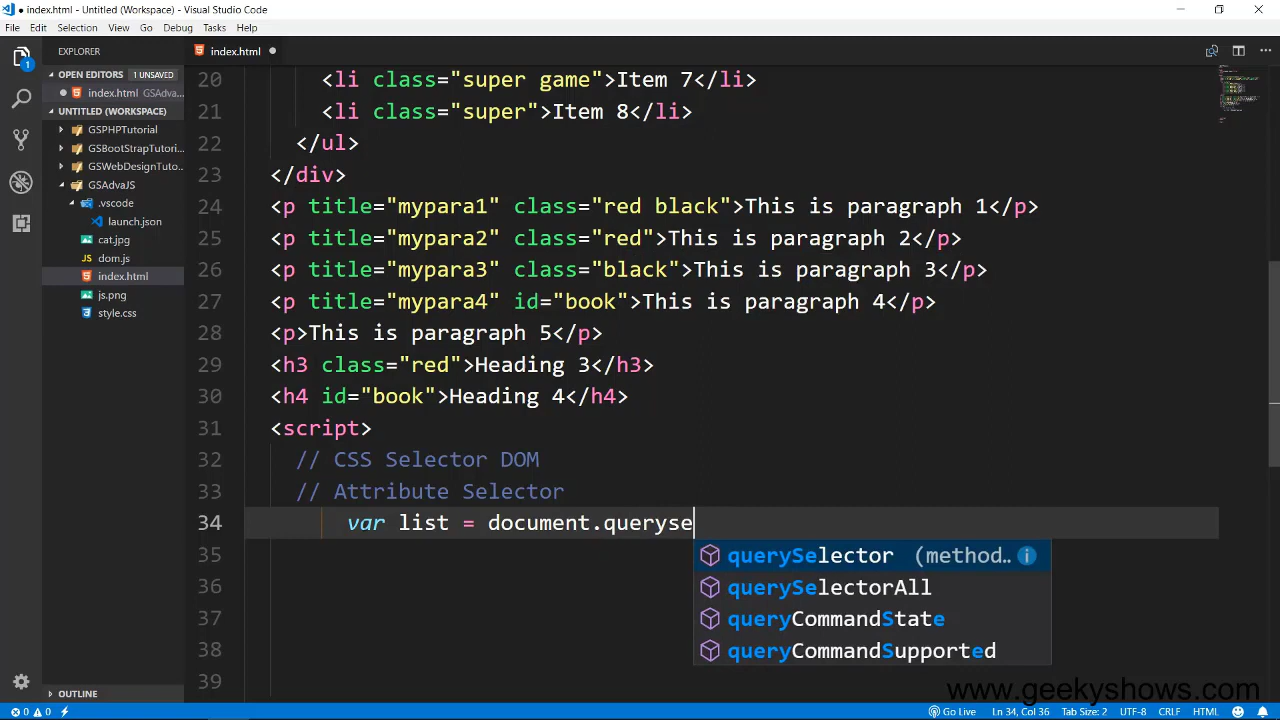 index.html - Untitled (Workspace) - Visual Studio Code
File Edit Selection View Go Debug Tasks Help
EXPLORER
index.html
OPEN EDITORS 1 UNSAVED
index.html GSAdva...
UNTITLED (WORKSPACE)
GSPHPTutorial
GSBootStrapTutori...
GSWebDesignTuto...
GSAdvaJS
.vscode
launch.json
cat.jpg
JS dom.js
index.html
js.png
style.css
OUTLINE
1
20 <li class="super game">Item 7</li>
21 <li class="super">Item 8</li>
22 </ul>
23 </div>
24 <p title="mypara1" class="red black">This is paragraph 1</p>
25 <p title="mypara2" class="red">This is paragraph 2</p>
26 <p title="mypara3" class="black">This is paragraph 3</p>
27 <p title="mypara4" id="book">This is paragraph 4</p>
28 <p>This is paragraph 5</p>
29 <h3 class="red">Heading 3</h3>
30 <h4 id="book">Heading 4</h4>
31 <script>
32 // CSS Selector DOM
33 // Attribute Selector
34 var list = document.queryse
35
36
37
38
39
querySelector (method..
querySelectorAll
queryCommandState
queryCommandSupported
www.geekyshows.com
0 0 Go Live Ln 34, Col 36 Tab Size: 2 UTF-8 CRLF HTML